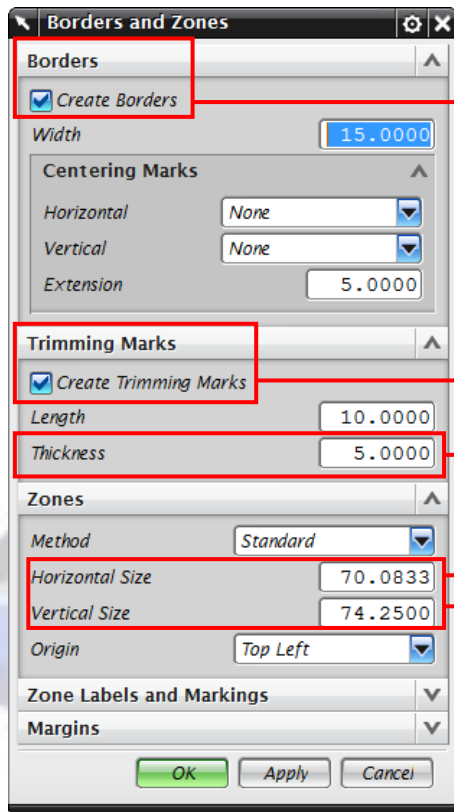 Borders and Zones
Borders
Create Borders
Width 15.0000
Centering Marks
Horizontal None
Vertical None
Extension 5.0000
Trimming Marks
Create Trimming Marks
Length 10.0000
Thickness 5.0000
Zones
Method Standard
Horizontal Size 70.0833
Vertical Size 74.2500
Origin Top Left
Zone Labels and Markings
Margins
OK Apply Cancel